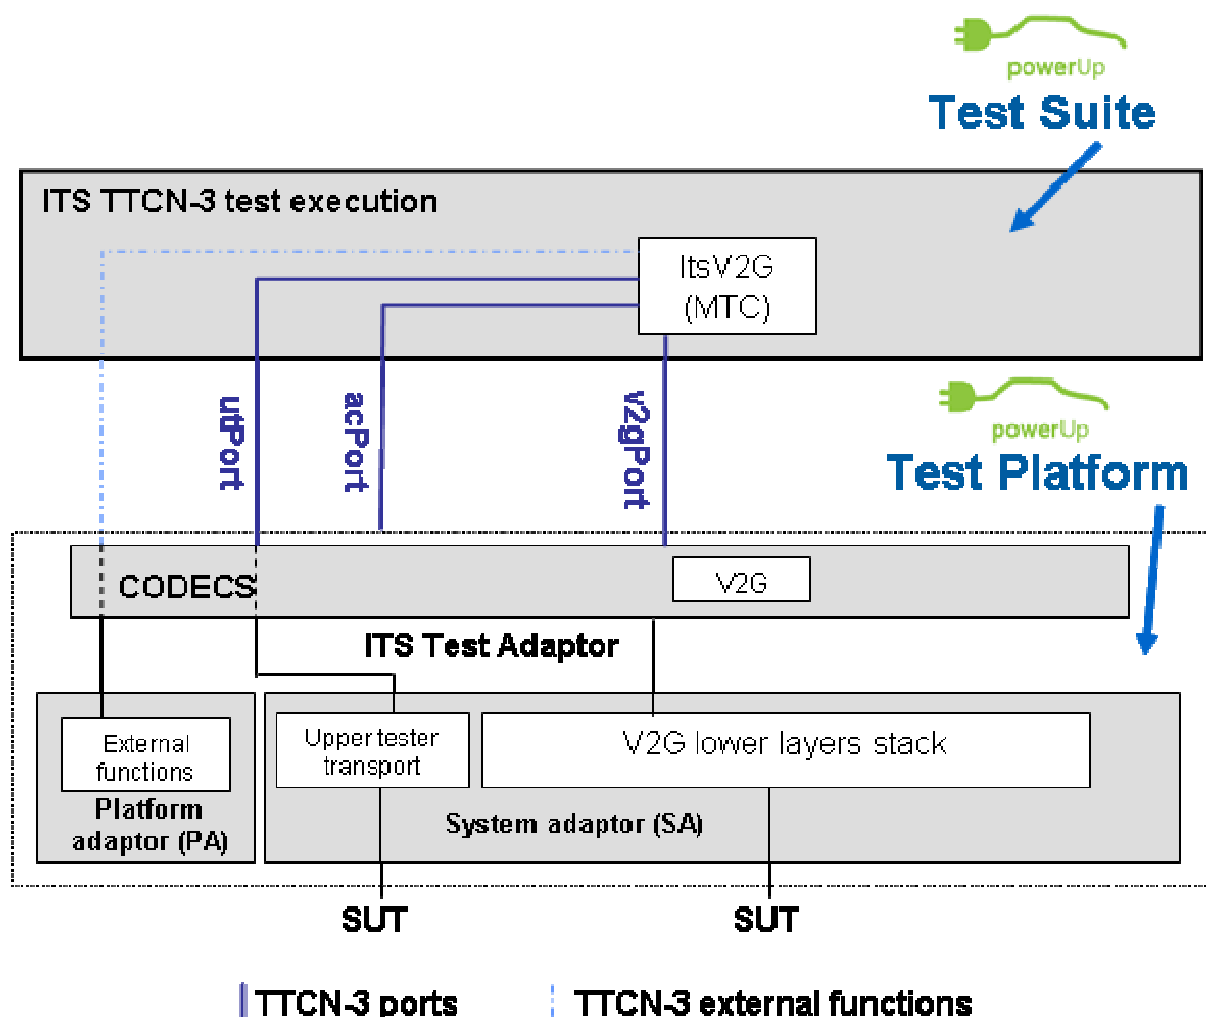 powerUp
Test Suite
ITS TTCN-3 test execution
ItsV2G
(MTC)
utPort
acPort
v2gPort
powerUp
Test Platform
CODECS
V2G
ITS Test Adaptor
External
functions
Platform
adaptor (PA)
Upper tester
transport
V2G lower layers stack
System adaptor (SA)
SUT
SUT
TTCN-3 ports
TTCN-3 external functions